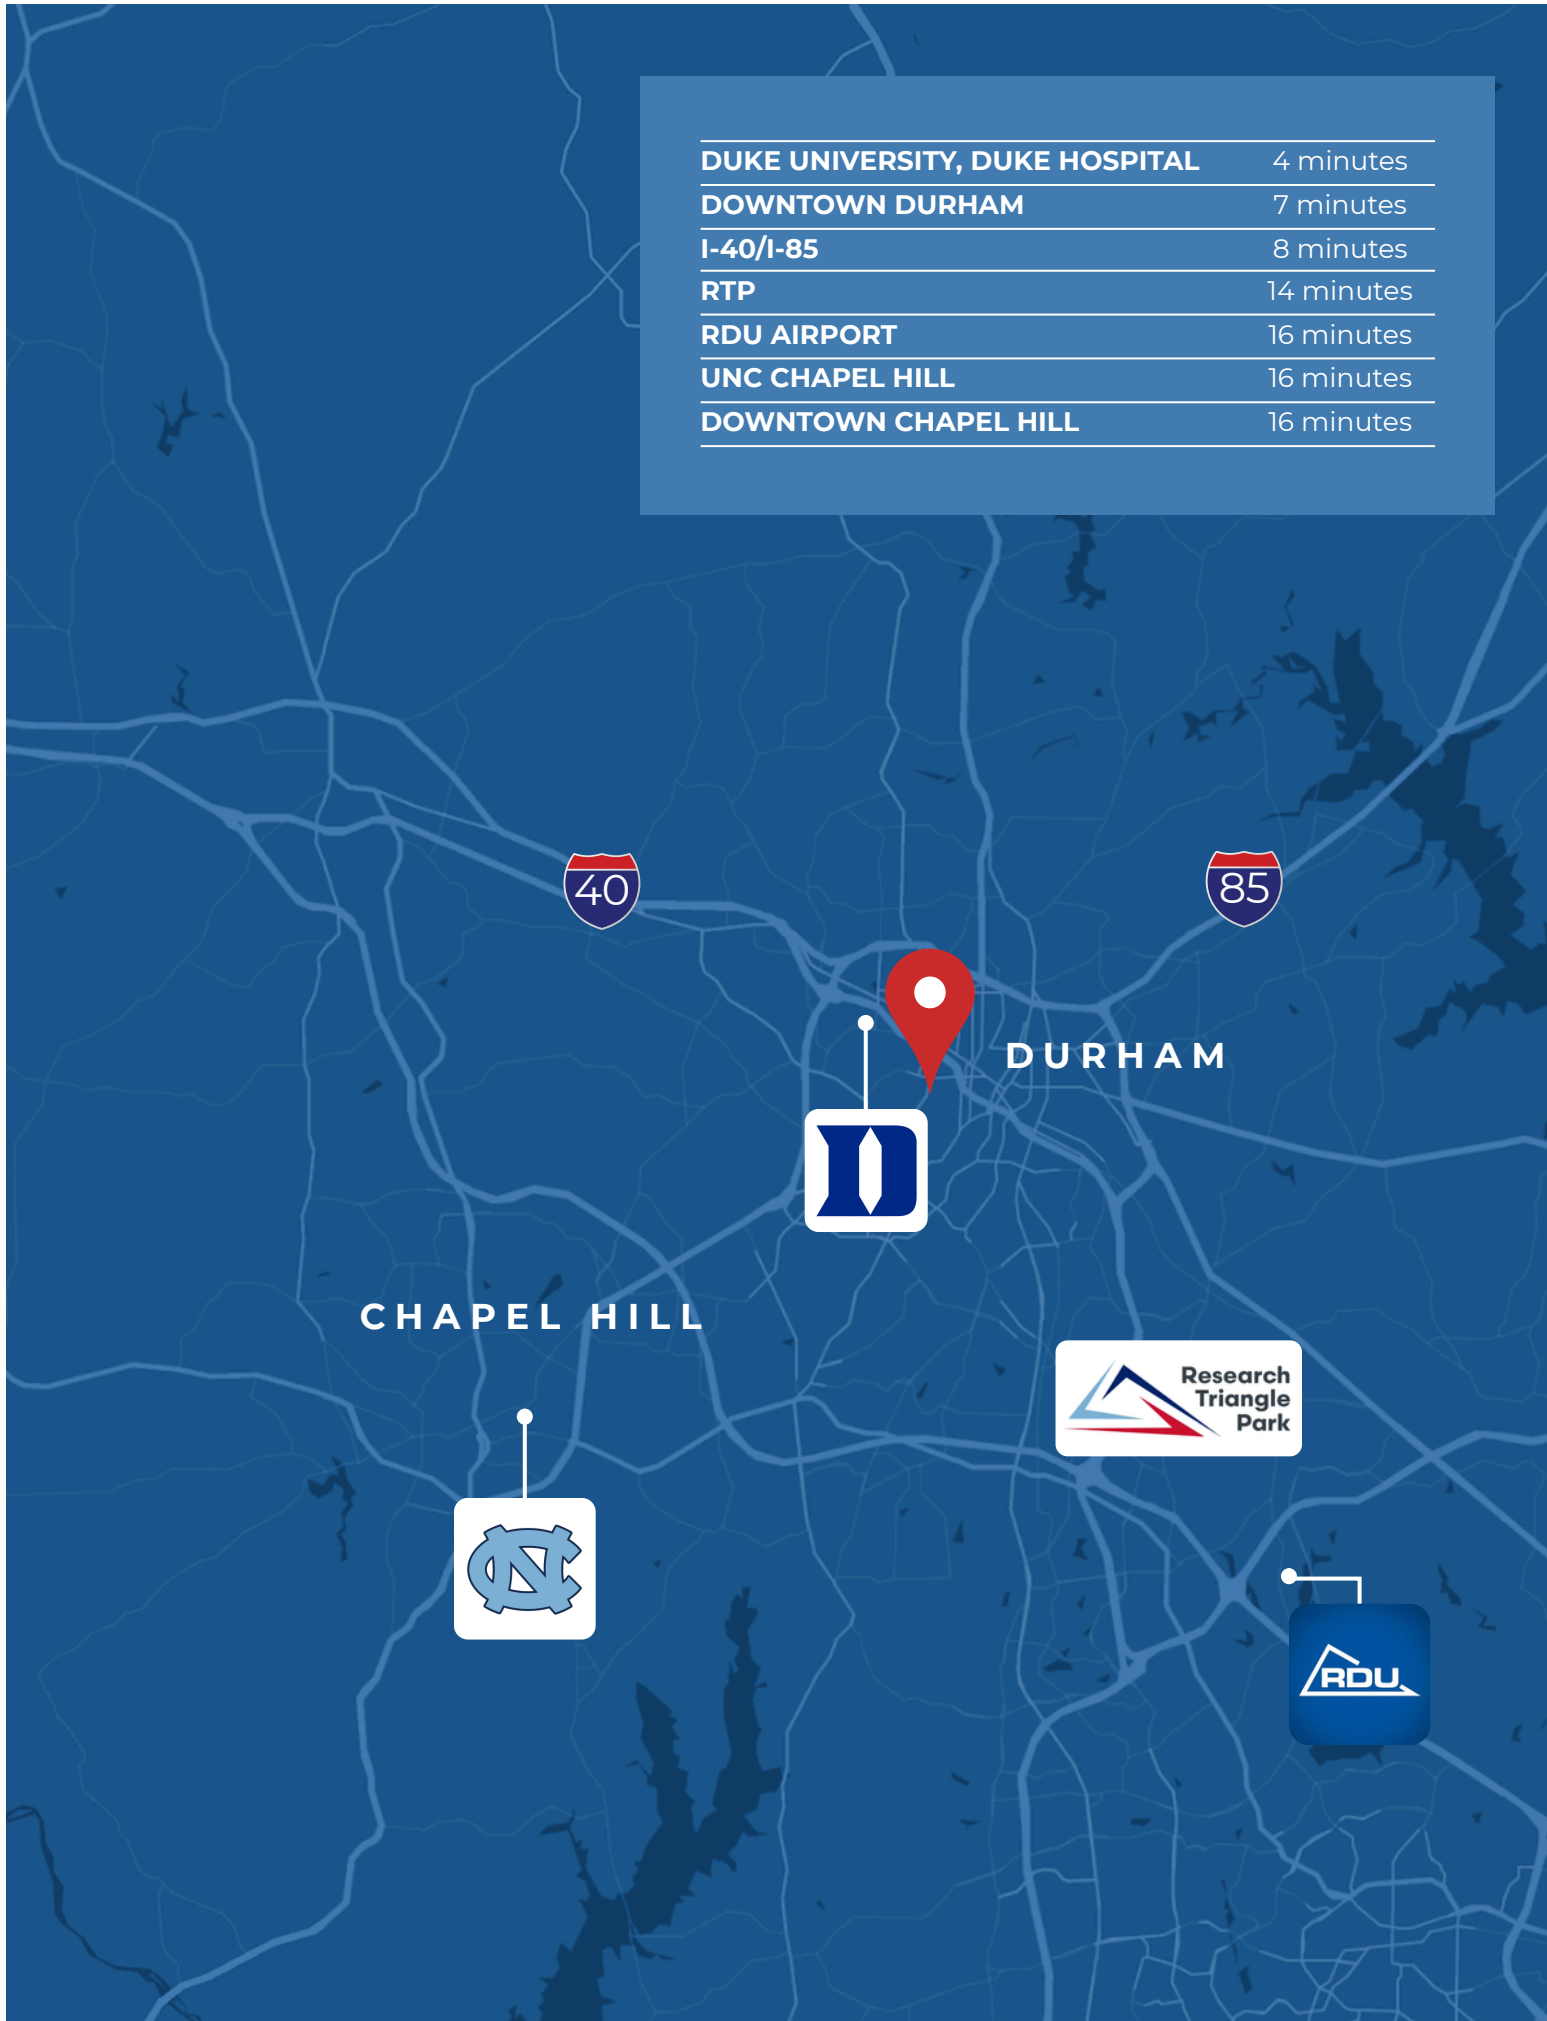 DUKE UNIVERSITY, DUKE HOSPITAL 4 minutes
DOWNTOWN DURHAM 7 minutes
I-40/I-85 8 minutes
RTP 14 minutes
RDU AIRPORT 16 minutes
UNC CHAPEL HILL 16 minutes
DOWNTOWN CHAPEL HILL 16 minutes
40
85
DURHAM
D
CHAPEL HILL
Research
Triangle
Park
NC
RDU